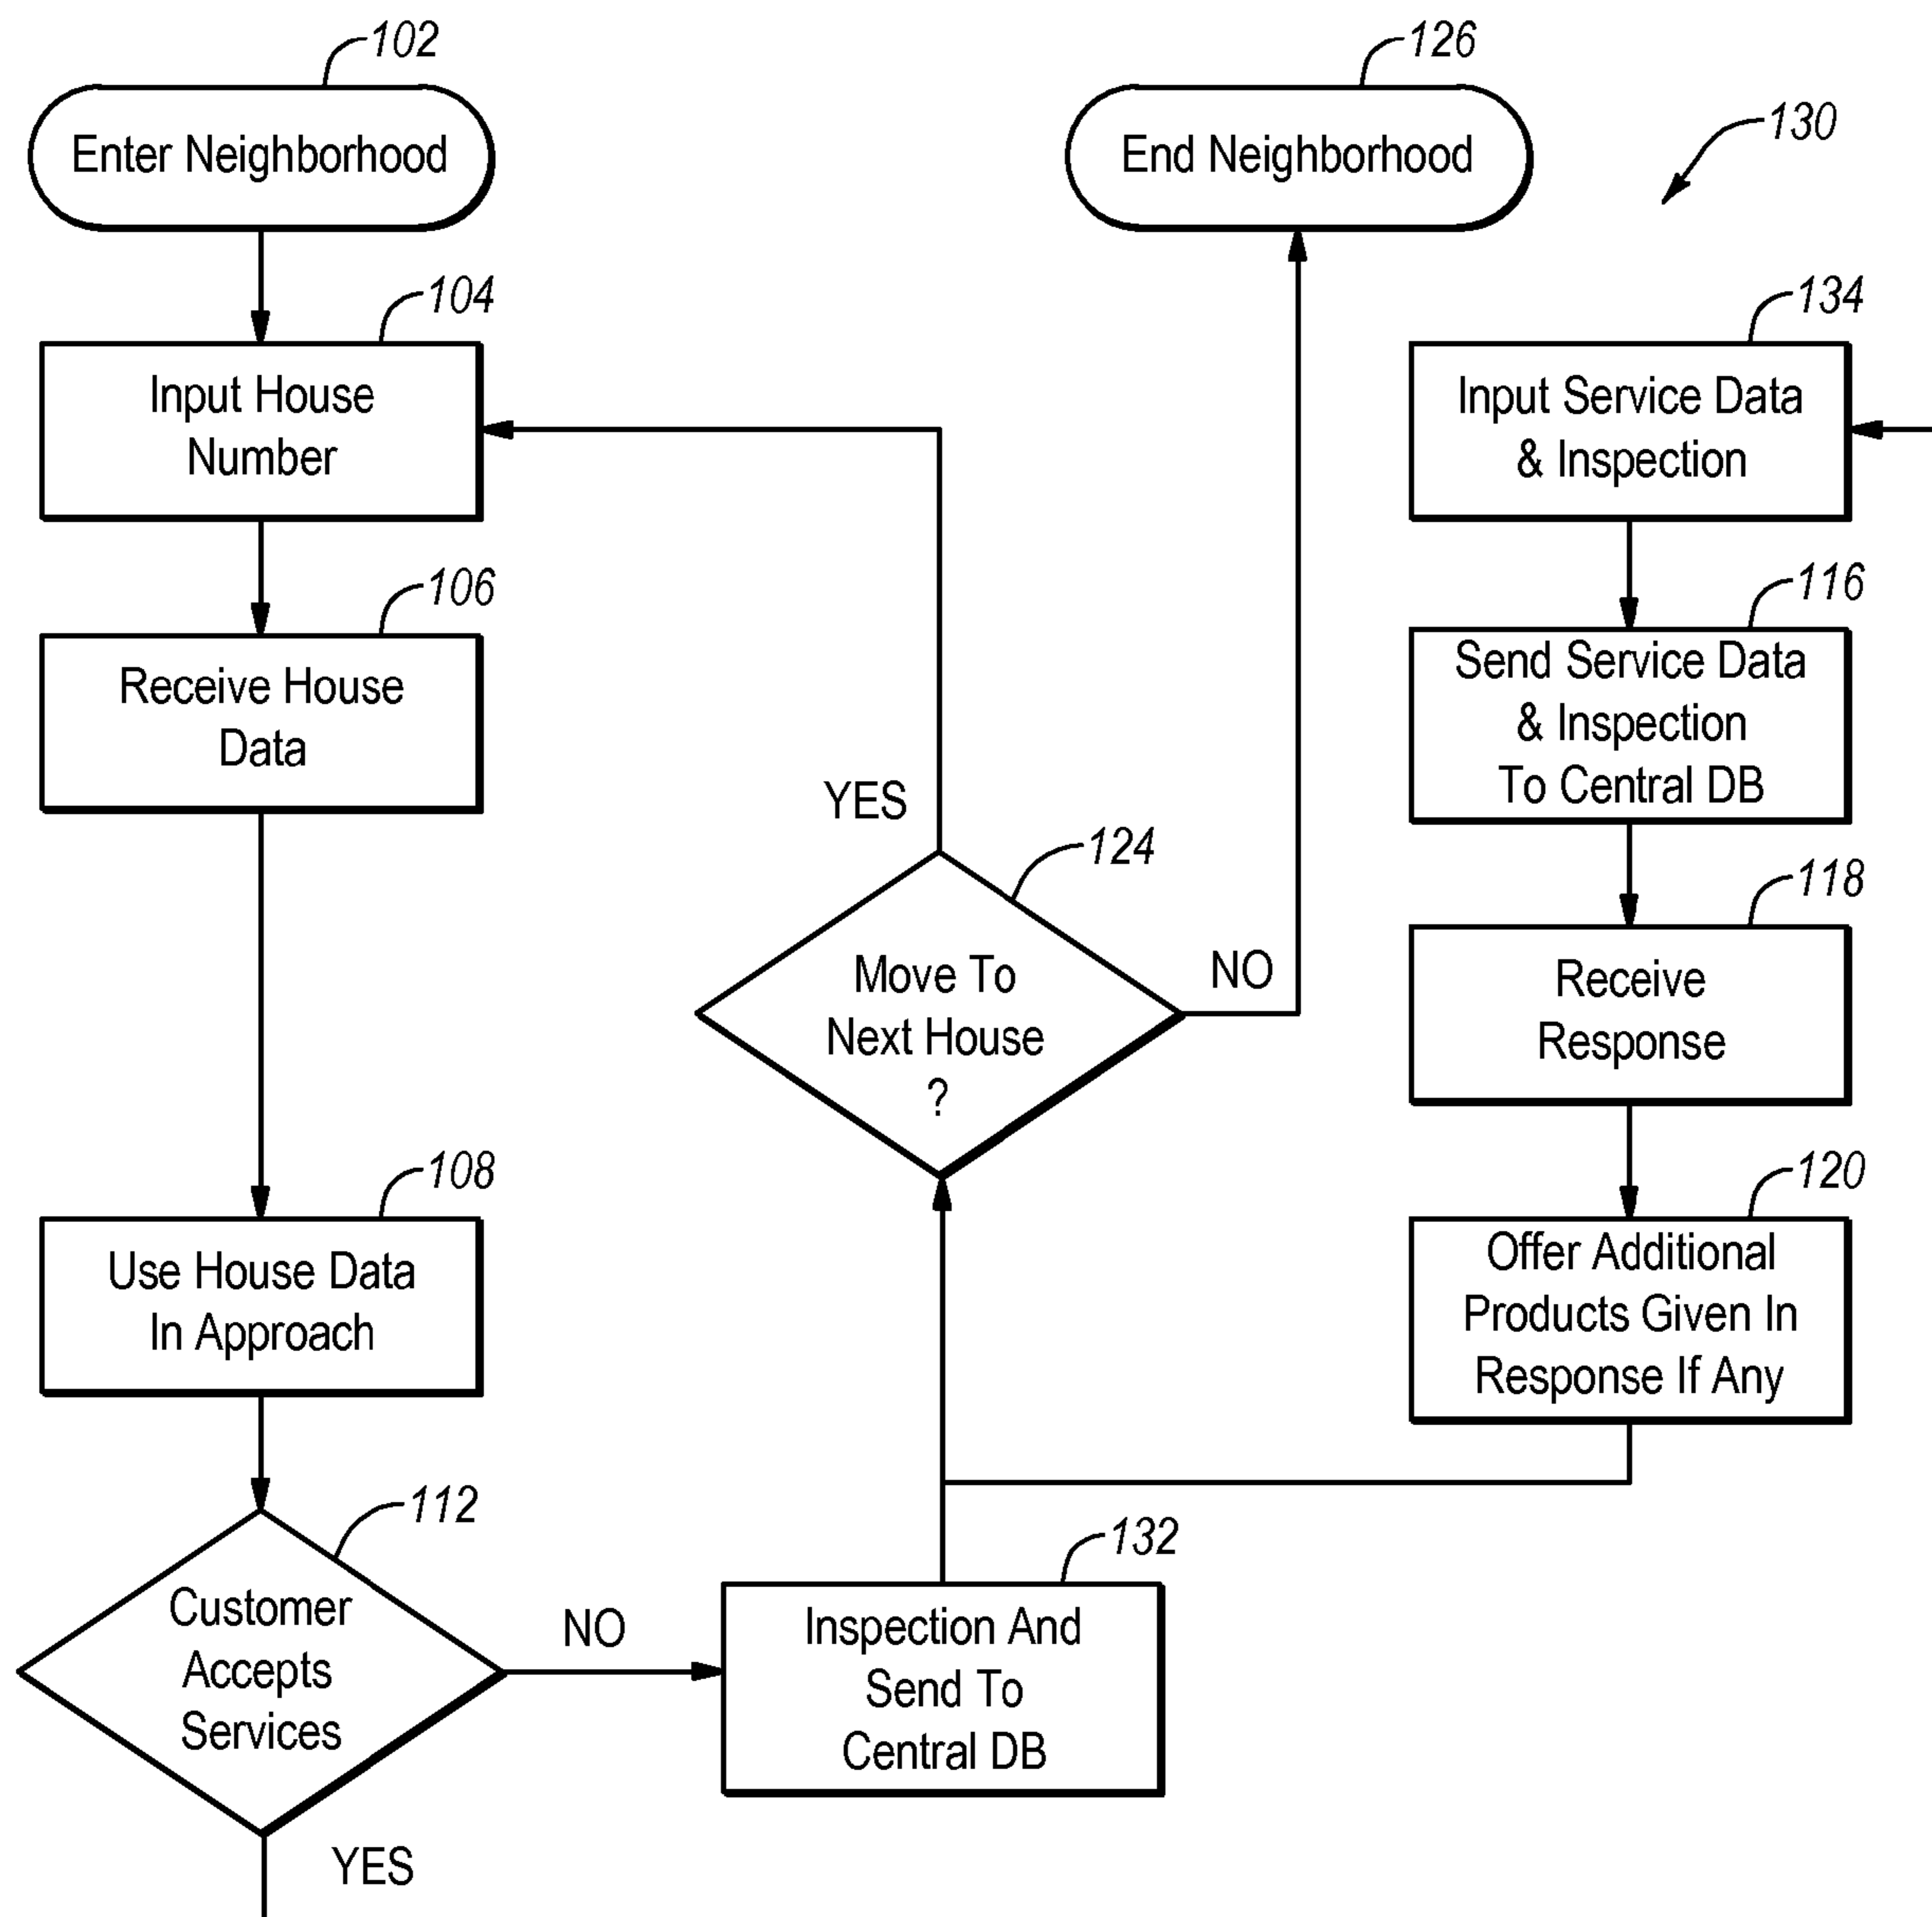 102
Enter Neighborhood
104
Input House
Number
106
Receive House
Data
108
Use House Data
In Approach
112
Customer
Accepts
Services
YES
NO
132
Inspection And
Send To
Central DB
124
Move To
Next House
?
YES
NO
126
End Neighborhood
130
134
Input Service Data
& Inspection
116
Send Service Data
& Inspection
To Central DB
118
Receive
Response
120
Offer Additional
Products Given In
Response If Any